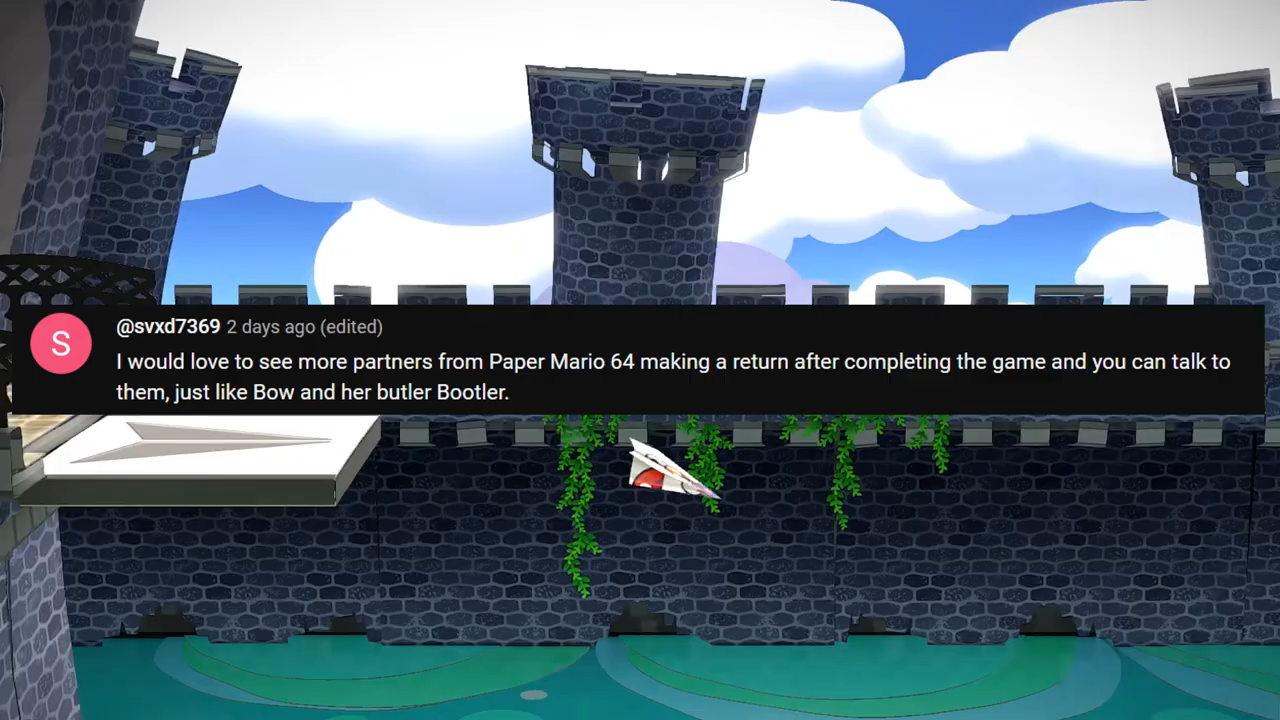 S
@svxd7369 2 days ago (edited)
I would love to see more partners from Paper Mario 64 making a return after completing the game and you can talk to
them, just like Bow and her butler Bootler.